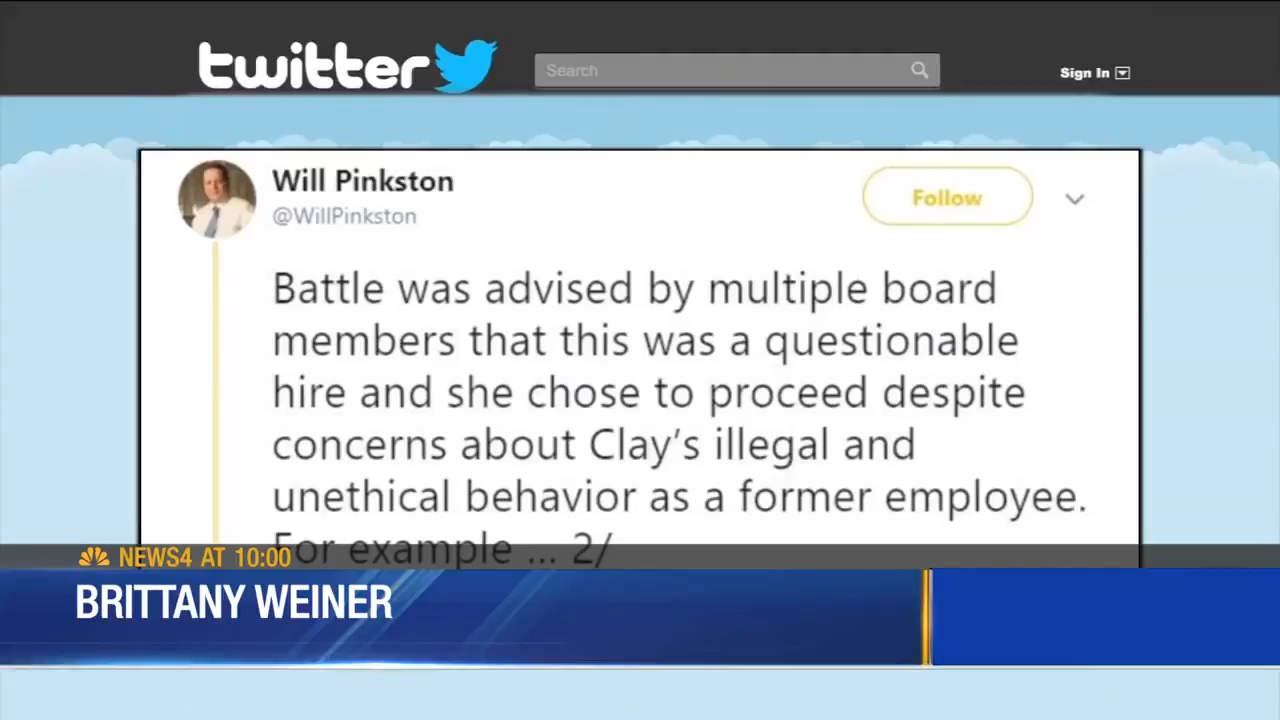 twitter
Search
Sign In
Will Pinkston
@WillPinkston
Follow
Battle was advised by multiple board
members that this was a questionable
hire and she chose to proceed despite
concerns about Clay's illegal and
unethical behavior as a former employee.
For example ... 2/
NEWS4 AT 10:00
BRITTANY WEINER